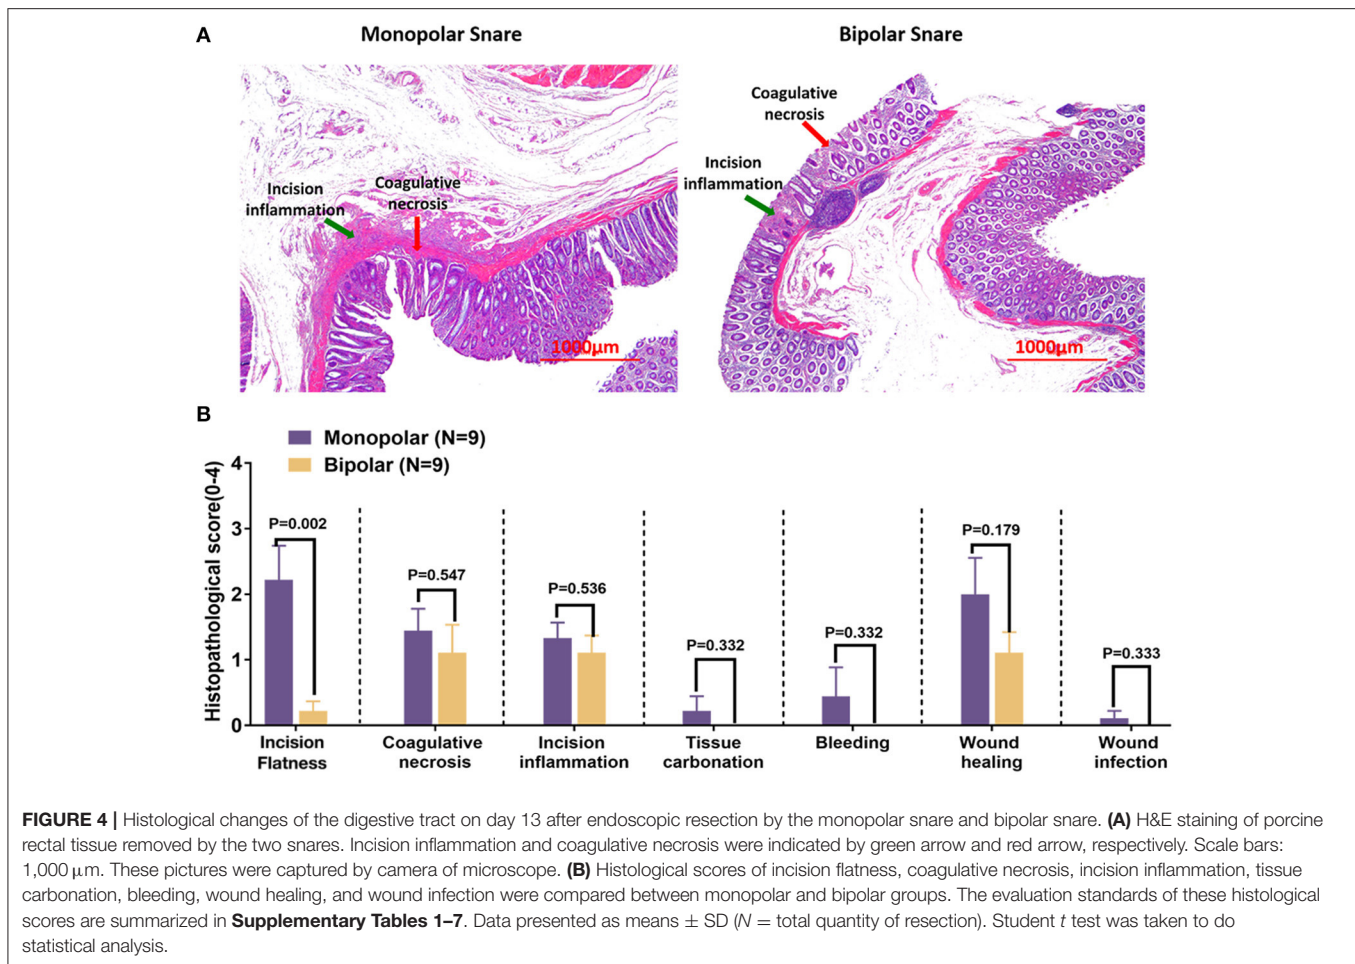 A
Monopolar Snare
Bipolar Snare
Incision
inflammation
Coagulative
necrosis
1000μm
Coagulative
necrosis
Incision
inflammation
1000μm
B
Monopolar (N=9)
Bipolar (N=9)
Histopathological score(0-4)
4
3
2
1
0
P=0.002
P=0.547
P=0.536
P=0.332
P=0.332
P=0.179
P=0.333
Incision
Flatness
Coagulative
necrosis
Incision
inflammation
Tissue
carbonation
Bleeding
Wound
healing
Wound
infection
FIGURE 4 | Histological changes of the digestive tract on day 13 after endoscopic resection by the monopolar snare and bipolar snare. (A) H&E staining of porcine
rectal tissue removed by the two snares. Incision inflammation and coagulative necrosis were indicated by green arrow and red arrow, respectively. Scale bars:
1,000 μm. These pictures were captured by camera of microscope. (B) Histological scores of incision flatness, coagulative necrosis, incision inflammation, tissue
carbonation, bleeding, wound healing, and wound infection were compared between monopolar and bipolar groups. The evaluation standards of these histological
scores are summarized in Supplementary Tables 1–7. Data presented as means ± SD (N = total quantity of resection). Student t test was taken to do
statistical analysis.